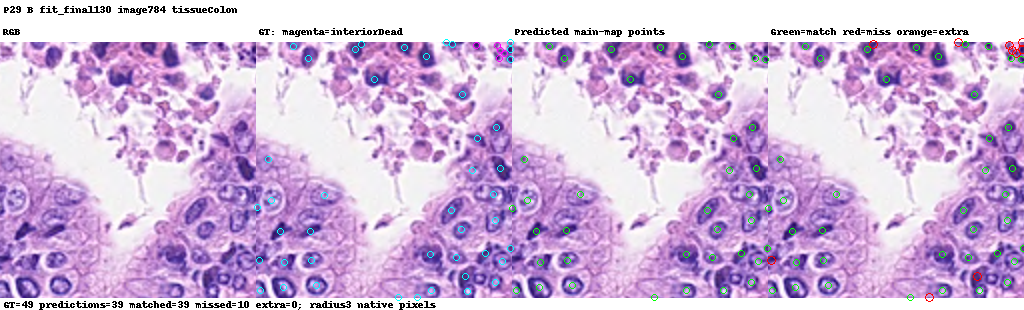 P29 B fit_final130 image784 tissueColon
RGB
GT: magenta=interiorDead
Predicted main-map points
Green=match red=miss orange=extra
GT=49 predictions=39 matched=39 missed=10 extra=0; radius3 native pixels